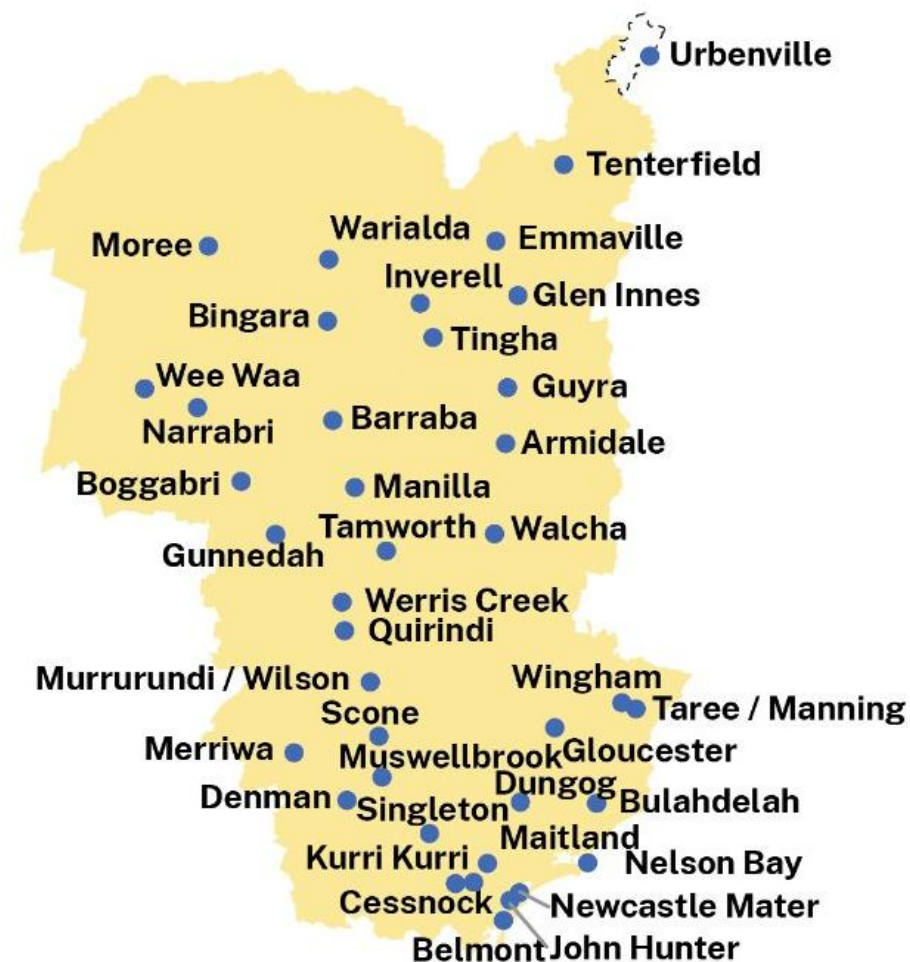 Urbenville
Tenterfield
Warialda
Emmaville
Moree
Inverell
Glen Innes
Bingara
Tingha
Wee Waa
Guyra
Barraba
Narrabri
Armidale
Boggabri
Manilla
Tamworth
Walcha
Gunnedah
Werris Creek
Quirindi
Murrurundi / Wilson
Wingham
Taree / Manning
Scone
Merriwa
Muswellbrook
Gloucester
Dungog
Denman
Singleton
Bulahdelah
Maitland
Kurri Kurri
Nelson Bay
Cessnock
Newcastle Mater
Belmont
John Hunter